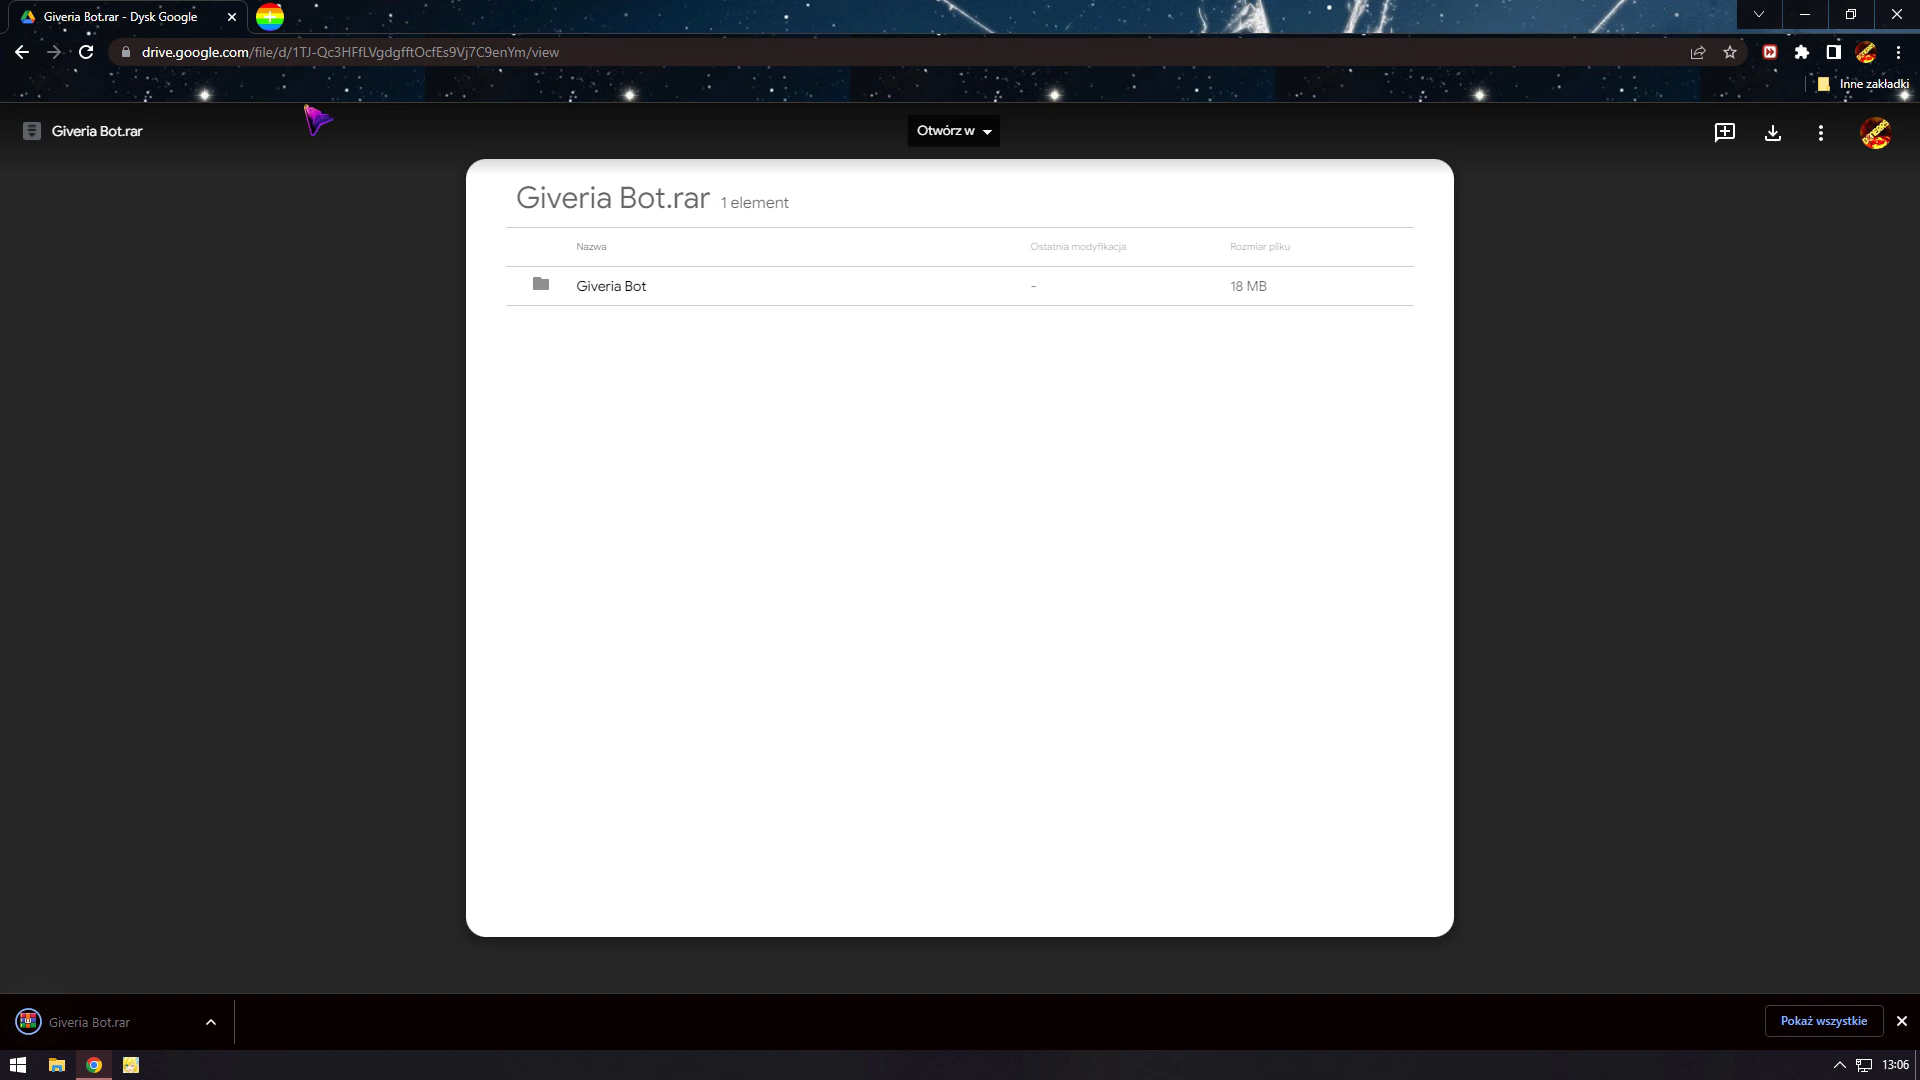 Giveria Bot.rar - Dysk Google
drive.google.com/file/d/1TJ-Qc3HFfLVgdgfftOcfEs9Vj7C9enYm/view
Inne zakładki
Giveria Bot.rar
Otwórz w
Giveria Bot.rar 1 element
Nazwa Ostatnia modyfikacja Rozmiar pliku
Giveria Bot - 18 MB
Giveria Bot.rar
Pokaż wszystkie
13:06